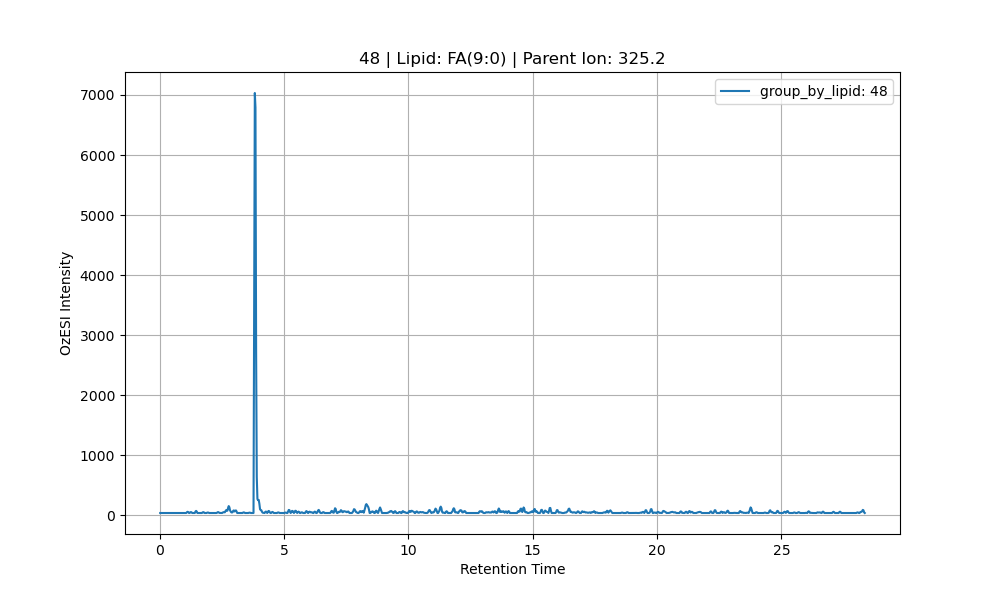 48 | Lipid: FA(9:0) | Parent Ion: 325.2
group_by_lipid: 48
7000
6000
5000
4000
3000
2000
1000
0
OzESI Intensity
0 5 10 15 20 25
Retention Time